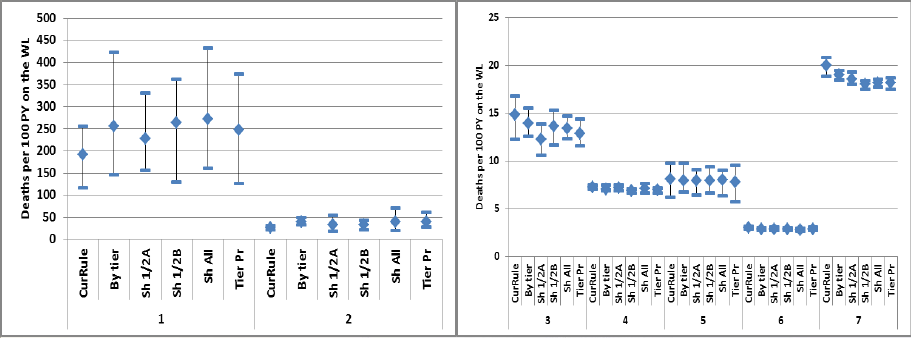 Deaths per 100 PY on the WL
500
450
400
350
300
250
200
150
100
50
0
CurRule
By tier
Sh 1/2A
Sh 1/2B
Sh All
Tier Pr
CurRule
By tier
Sh 1/2A
Sh 1/2B
Sh All
Tier Pr
1
2
Deaths per 100 PY on the WL
25
20
15
10
5
0
CurRule
By tier
Sh 1/2A
Sh 1/2B
Sh All
Tier Pr
CurRule
By tier
Sh 1/2A
Sh 1/2B
Sh All
Tier Pr
CurRule
By tier
Sh 1/2A
Sh 1/2B
Sh All
Tier Pr
CurRule
By tier
Sh 1/2A
Sh 1/2B
Sh All
Tier Pr
CurRule
By tier
Sh 1/2A
Sh 1/2B
Sh All
Tier Pr
3
4
5
6
7